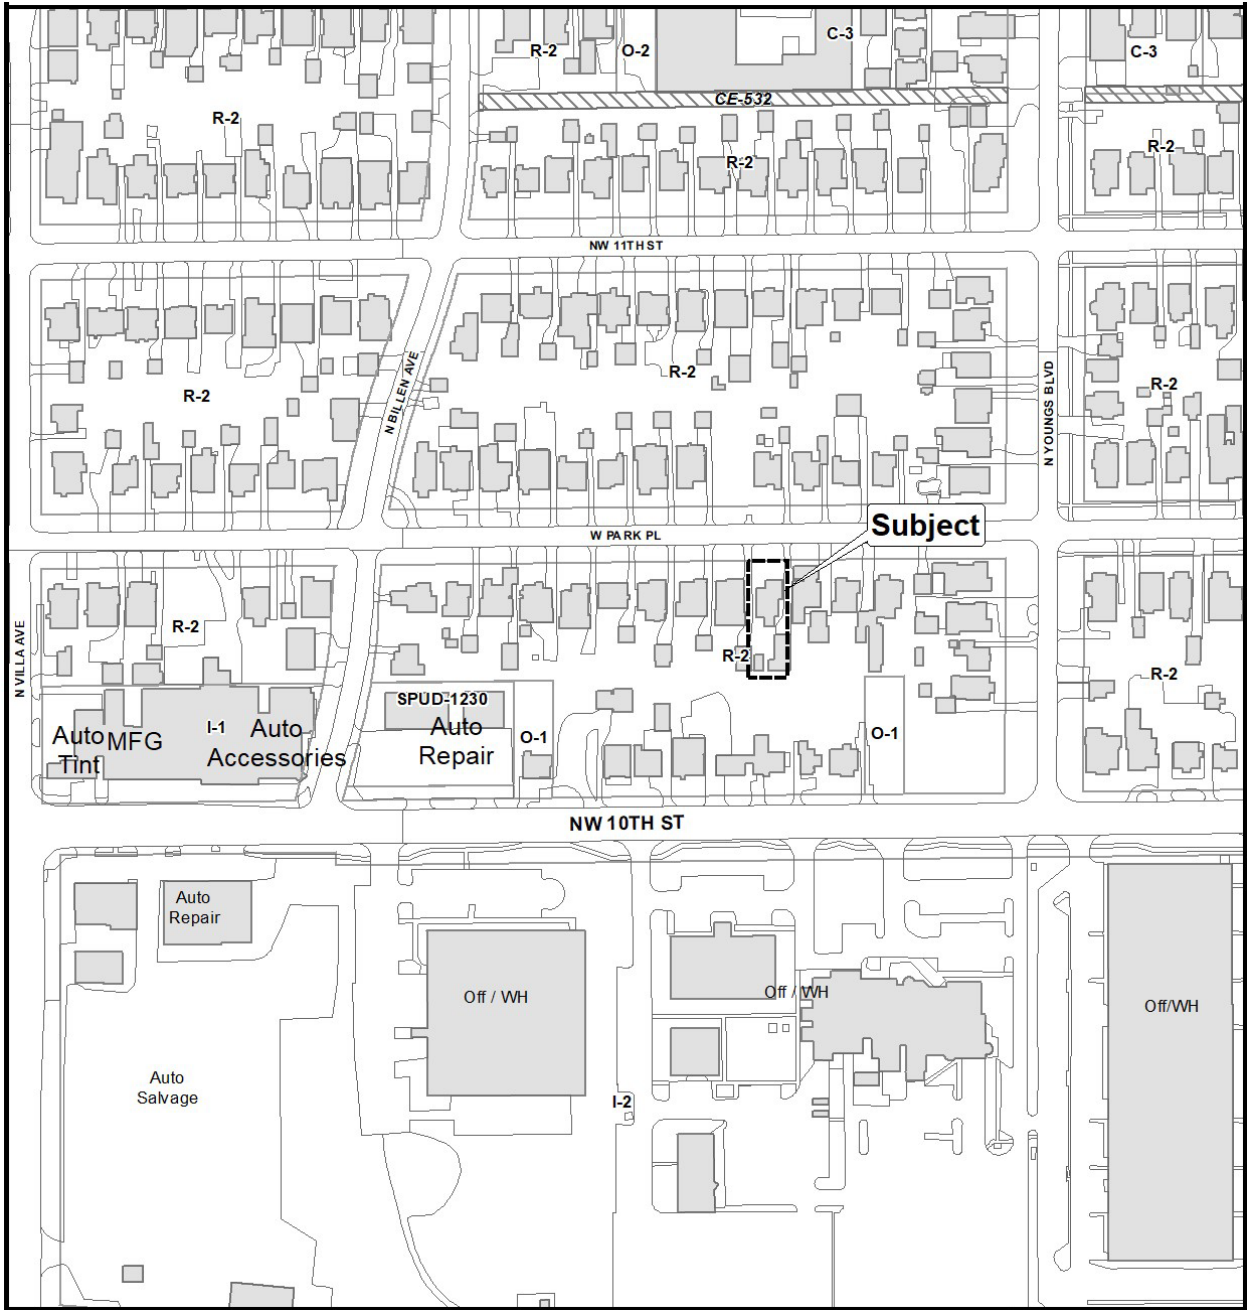 R-2
O-2
C-3
C-3
CE-532
R-2
R-2
R-2
NW 11TH ST
N BILLEN AVE
R-2
R-2
N YOUNGS BLVD
R-2
Subject
W PARK PL
N VILLA AVE
R-2
R-2
R-2
SPUD-1230
Auto
Tint
MFG
I-1
Auto
Accessories
Auto
Repair
O-1
O-1
NW 10TH ST
Auto
Repair
Off / WH
Off / WH
Off/WH
Auto
Salvage
I-2